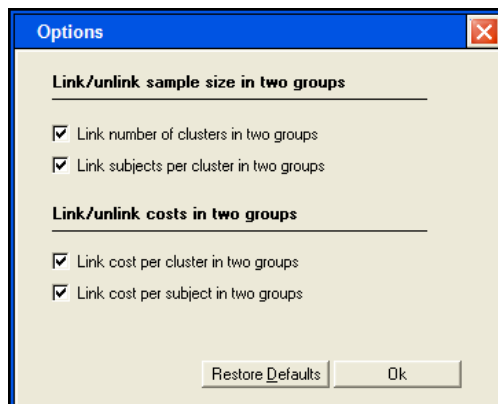 Options
Link/unlink sample size in two groups
Link number of clusters in two groups
Link subjects per cluster in two groups
Link/unlink costs in two groups
Link cost per cluster in two groups
Link cost per subject in two groups
Restore Defaults Ok